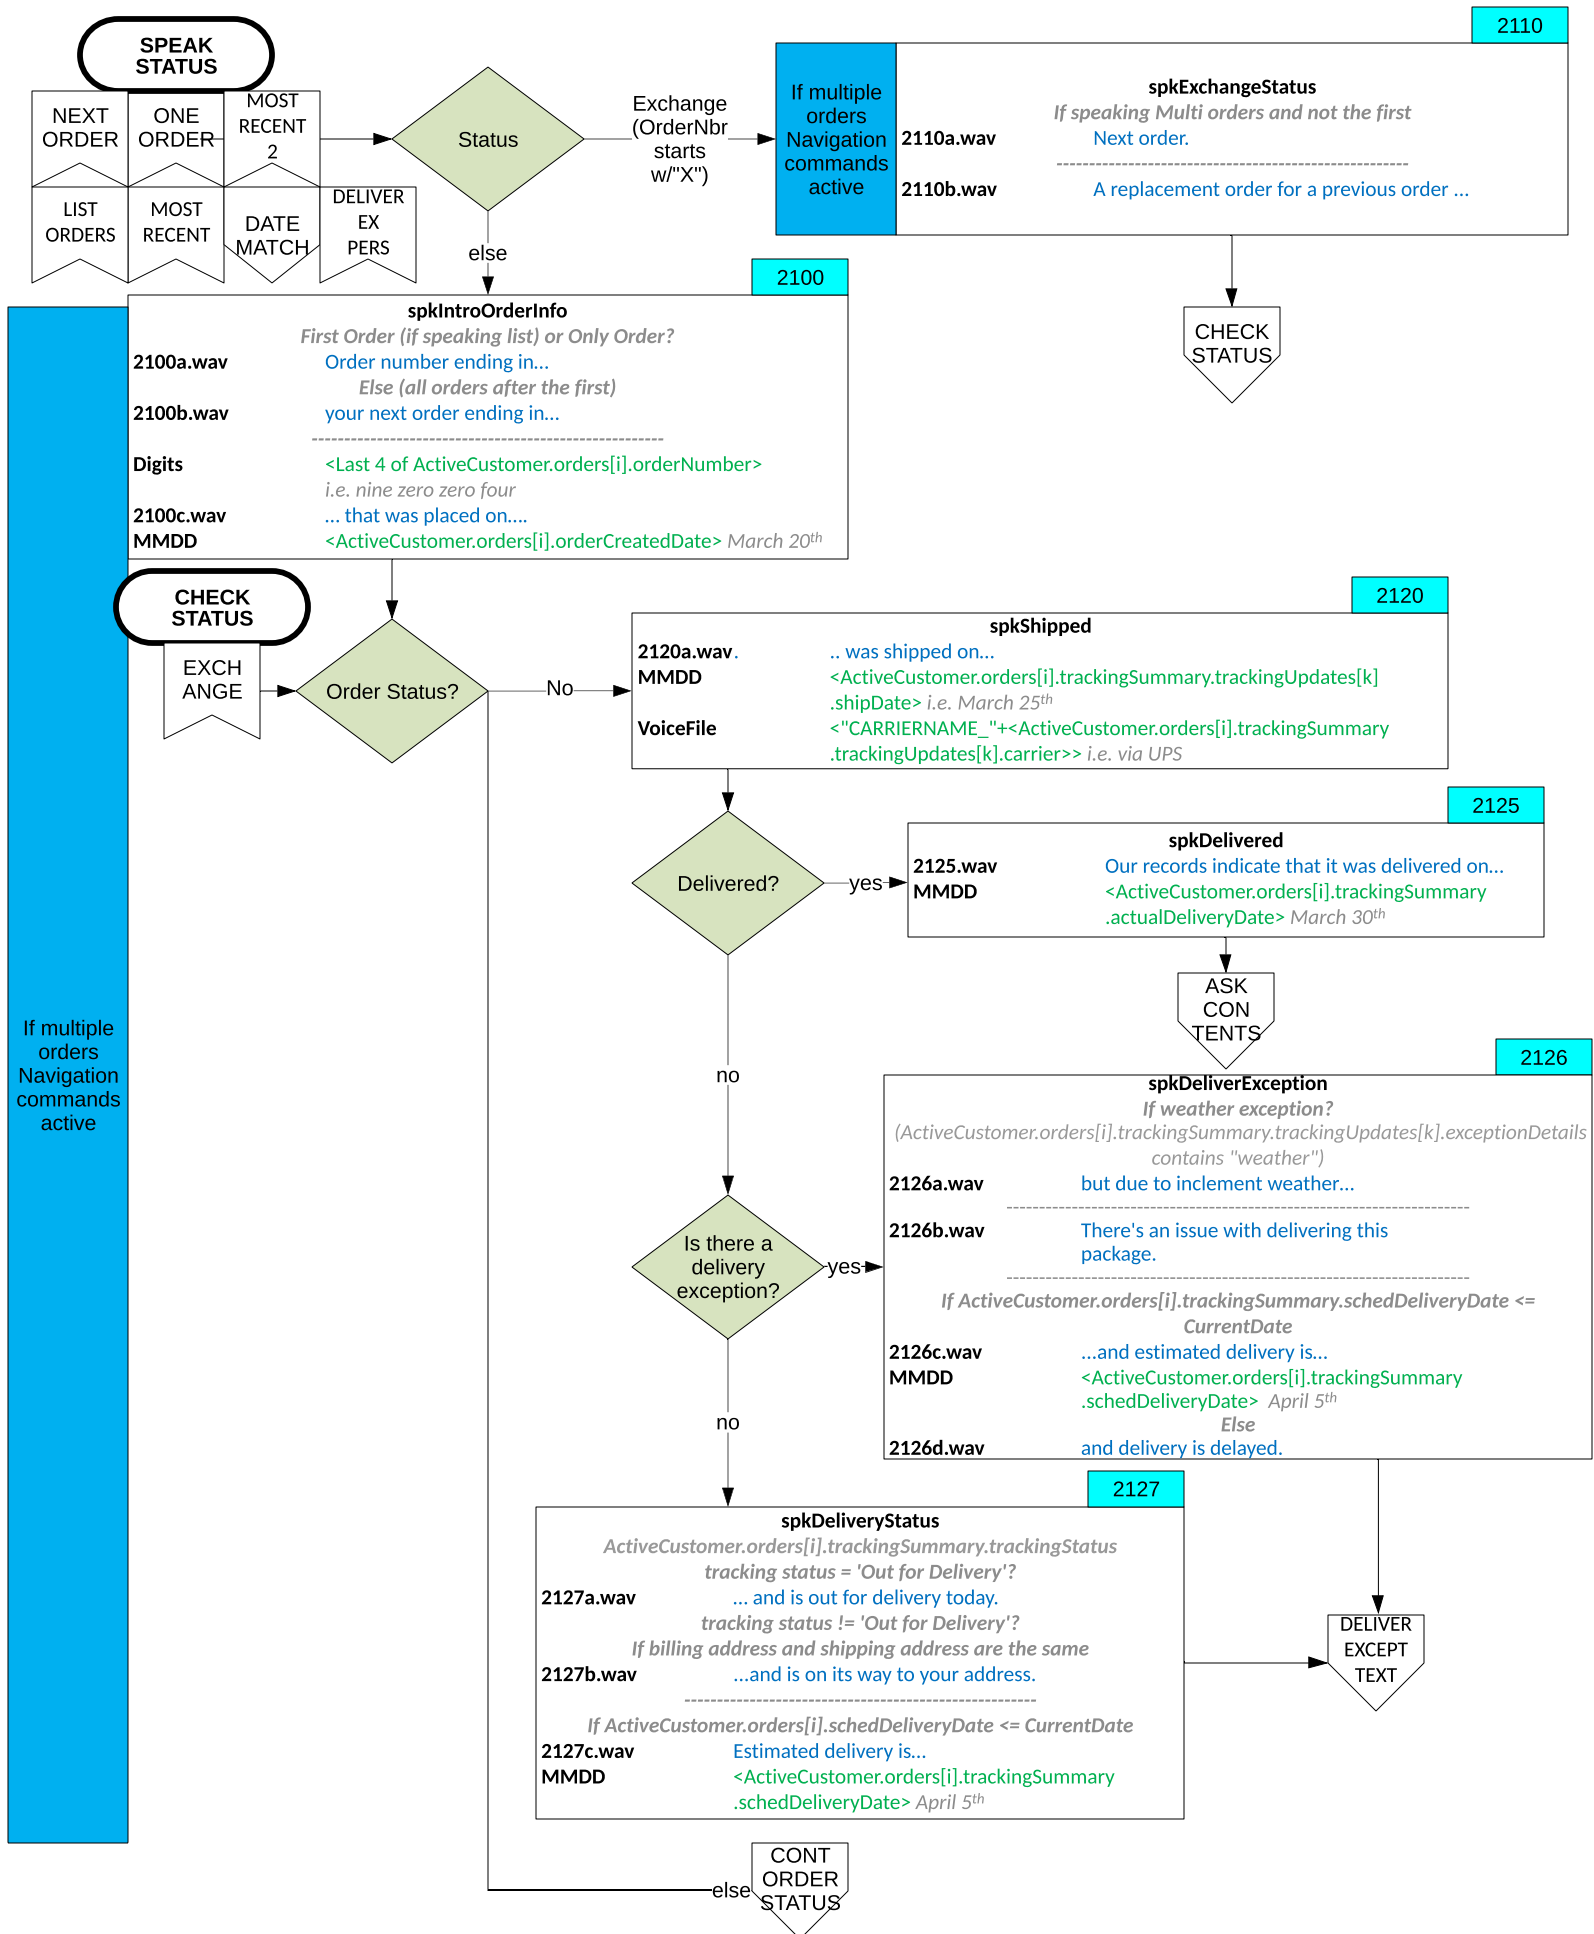 SPEAK
STATUS
NEXT
ORDER
ONE
ORDER
MOST
RECENT
2
LIST
ORDERS
MOST
RECENT
DATE
MATCH
DELIVER
EX
PERS
Status
Exchange
(OrderNbr
starts
w/"X")
else
2110
If multiple
orders
Navigation
commands
active
spkExchangeStatus
If speaking Multi orders and not the first
2110a.wav Next order.
------------------------------------------------------
2110b.wav A replacement order for a previous order ...
CHECK
STATUS
2100
spkIntroOrderInfo
First Order (if speaking list) or Only Order?
2100a.wav Order number ending in...
Else (all orders after the first)
2100b.wav your next order ending in...
------------------------------------------------------
Digits <Last 4 of ActiveCustomer.orders[i].orderNumber>
i.e. nine zero zero four
2100c.wav ... that was placed on....
MMDD <ActiveCustomer.orders[i].orderCreatedDate> March 20th
If multiple
orders
Navigation
commands
active
CHECK
STATUS
EXCH
ANGE
Order Status?
No
else
2120
spkShipped
2120a.wav. .. was shipped on...
MMDD <ActiveCustomer.orders[i].trackingSummary.trackingUpdates[k]
.shipDate> i.e. March 25th
VoiceFile <"CARRIERNAME_"+<ActiveCustomer.orders[i].trackingSummary
.trackingUpdates[k].carrier>> i.e. via UPS
Delivered?
yes
no
2125
spkDelivered
2125.wav Our records indicate that it was delivered on...
MMDD <ActiveCustomer.orders[i].trackingSummary
.actualDeliveryDate> March 30th
ASK
CON
TENTS
Is there a
delivery
exception?
yes
no
2126
spkDeliverException
If weather exception?
(ActiveCustomer.orders[i].trackingSummary.trackingUpdates[k].exceptionDetails
contains "weather")
2126a.wav but due to inclement weather...
-----------------------------------------------------------------------
2126b.wav There's an issue with delivering this
package.
-----------------------------------------------------------------------
If ActiveCustomer.orders[i].trackingSummary.schedDeliveryDate <=
CurrentDate
2126c.wav ...and estimated delivery is...
MMDD <ActiveCustomer.orders[i].trackingSummary
.schedDeliveryDate> April 5th
Else
2126d.wav and delivery is delayed.
2127
spkDeliveryStatus
ActiveCustomer.orders[i].trackingSummary.trackingStatus
tracking status = 'Out for Delivery'?
2127a.wav ... and is out for delivery today.
tracking status != 'Out for Delivery'?
If billing address and shipping address are the same
2127b.wav ...and is on its way to your address.
------------------------------------------------------
If ActiveCustomer.orders[i].schedDeliveryDate <= CurrentDate
2127c.wav Estimated delivery is...
MMDD <ActiveCustomer.orders[i].trackingSummary
.schedDeliveryDate> April 5th
DELIVER
EXCEPT
TEXT
CONT
ORDER
STATUS